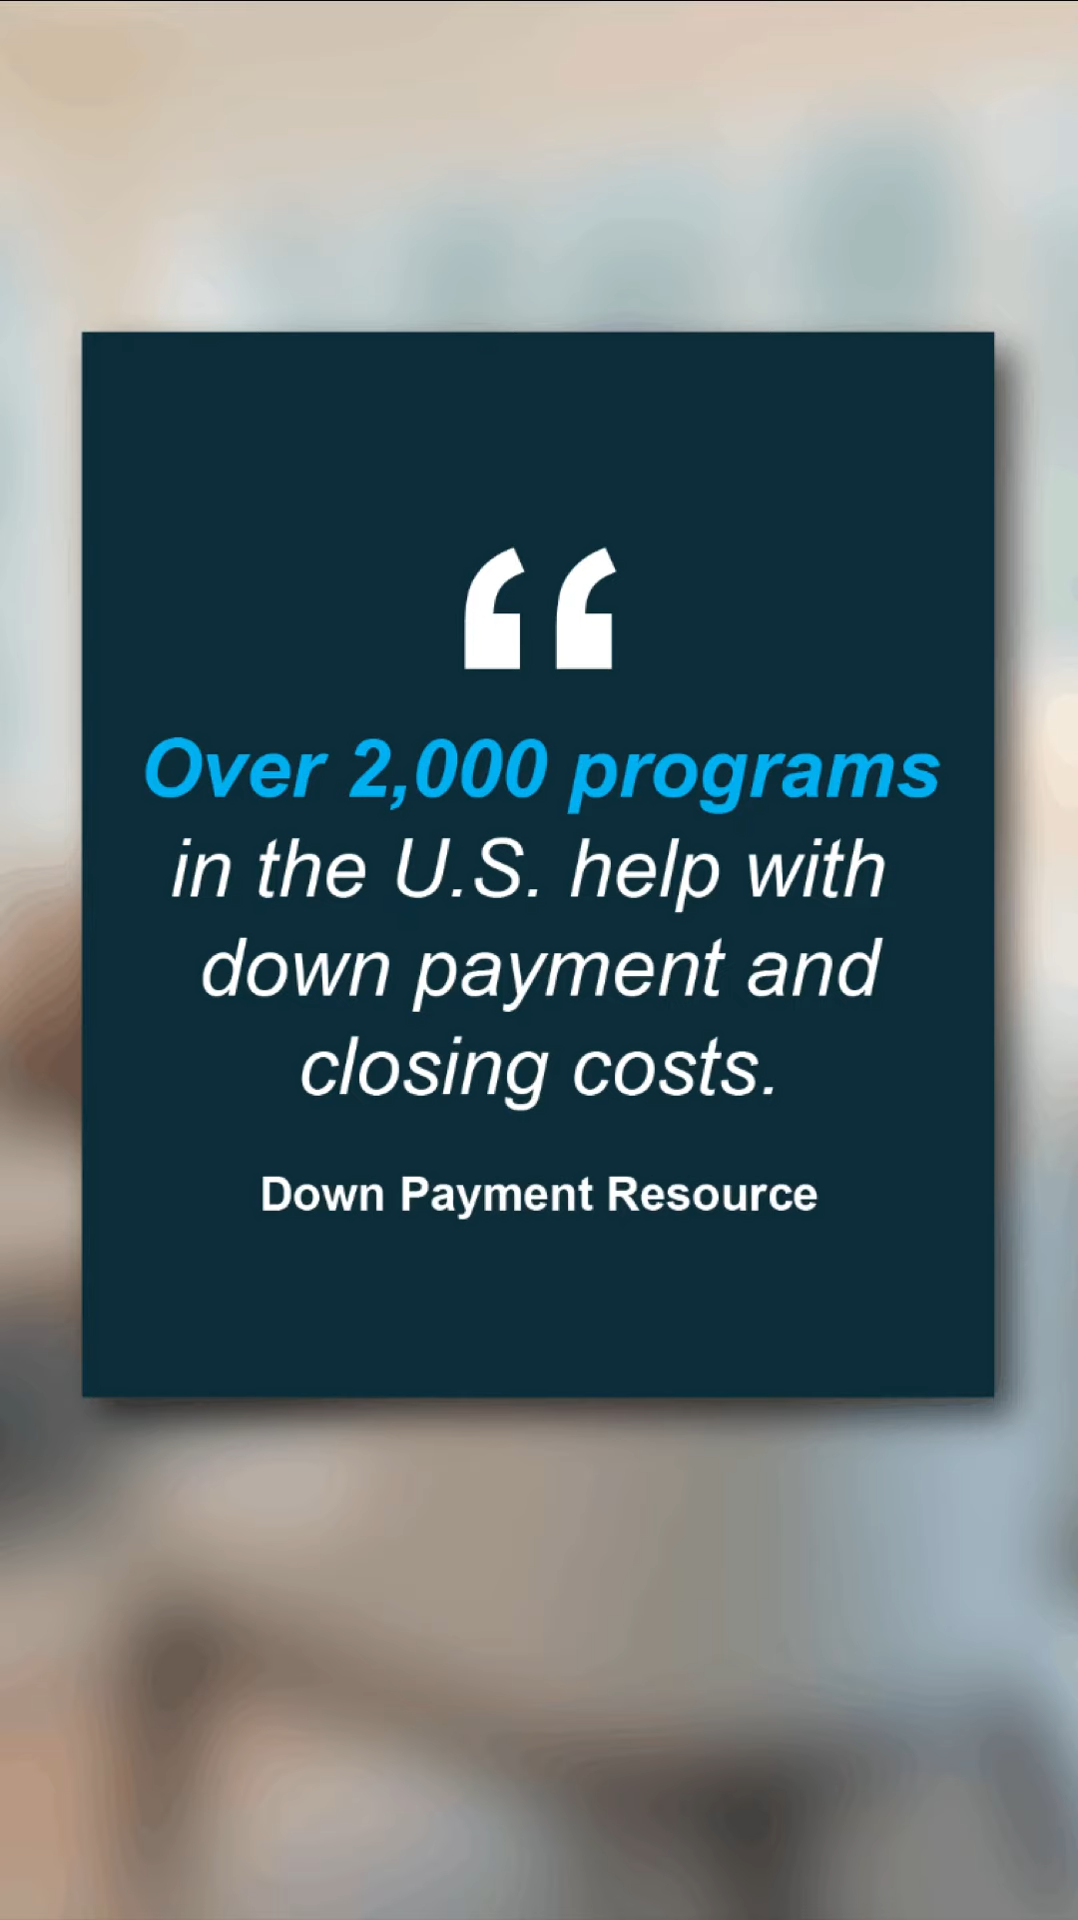 “
Over 2,000 programs
in the U.S. help with
down payment and
closing costs.
Down Payment Resource